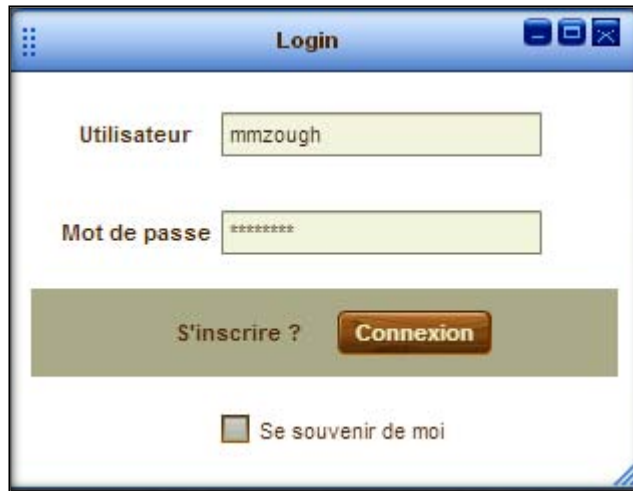 Login
Utilisateur mmzough
Mot de passe ********
S'inscrire ? Connexion
Se souvenir de moi